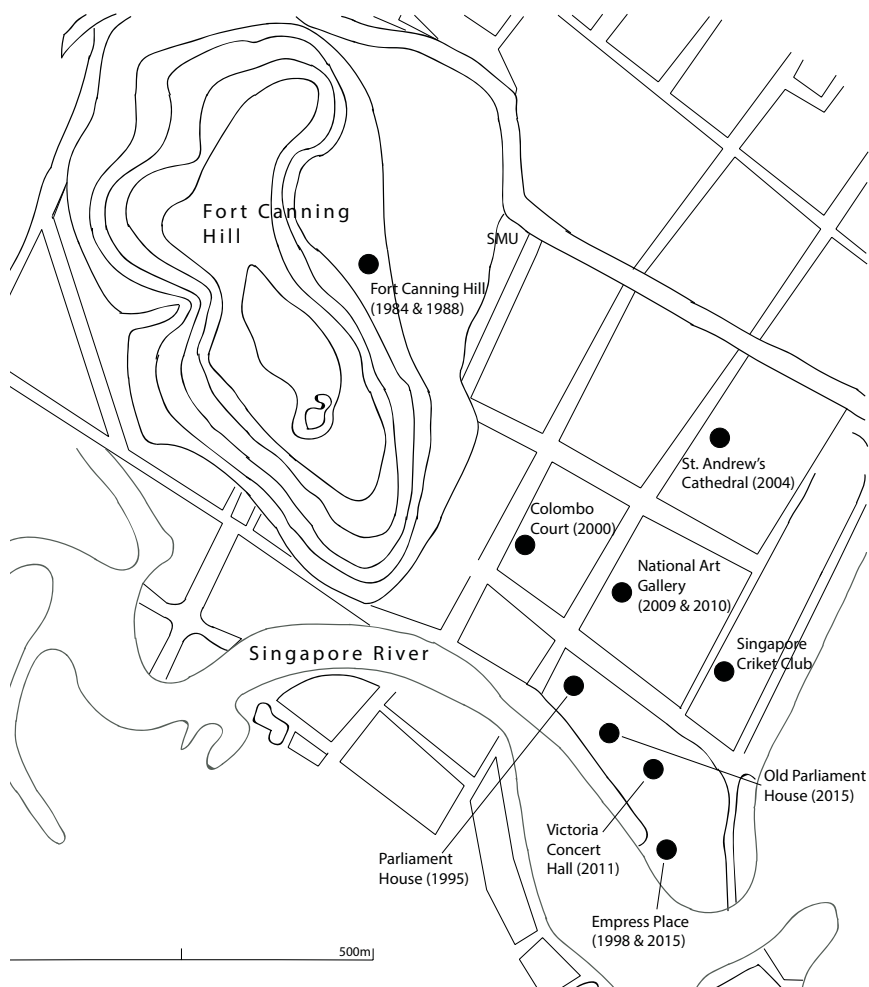 Fort Canning
Hill
SMU
Fort Canning Hill
(1984 & 1988)
St. Andrew's
Cathedral (2004)
Colombo
Court (2000)
National Art
Gallery
(2009 & 2010)
Singapore
Criket Club
Singapore River
Old Parliament
House (2015)
Victoria
Concert
Hall (2011)
Parliament
House (1995)
Empress Place
(1998 & 2015)
500m